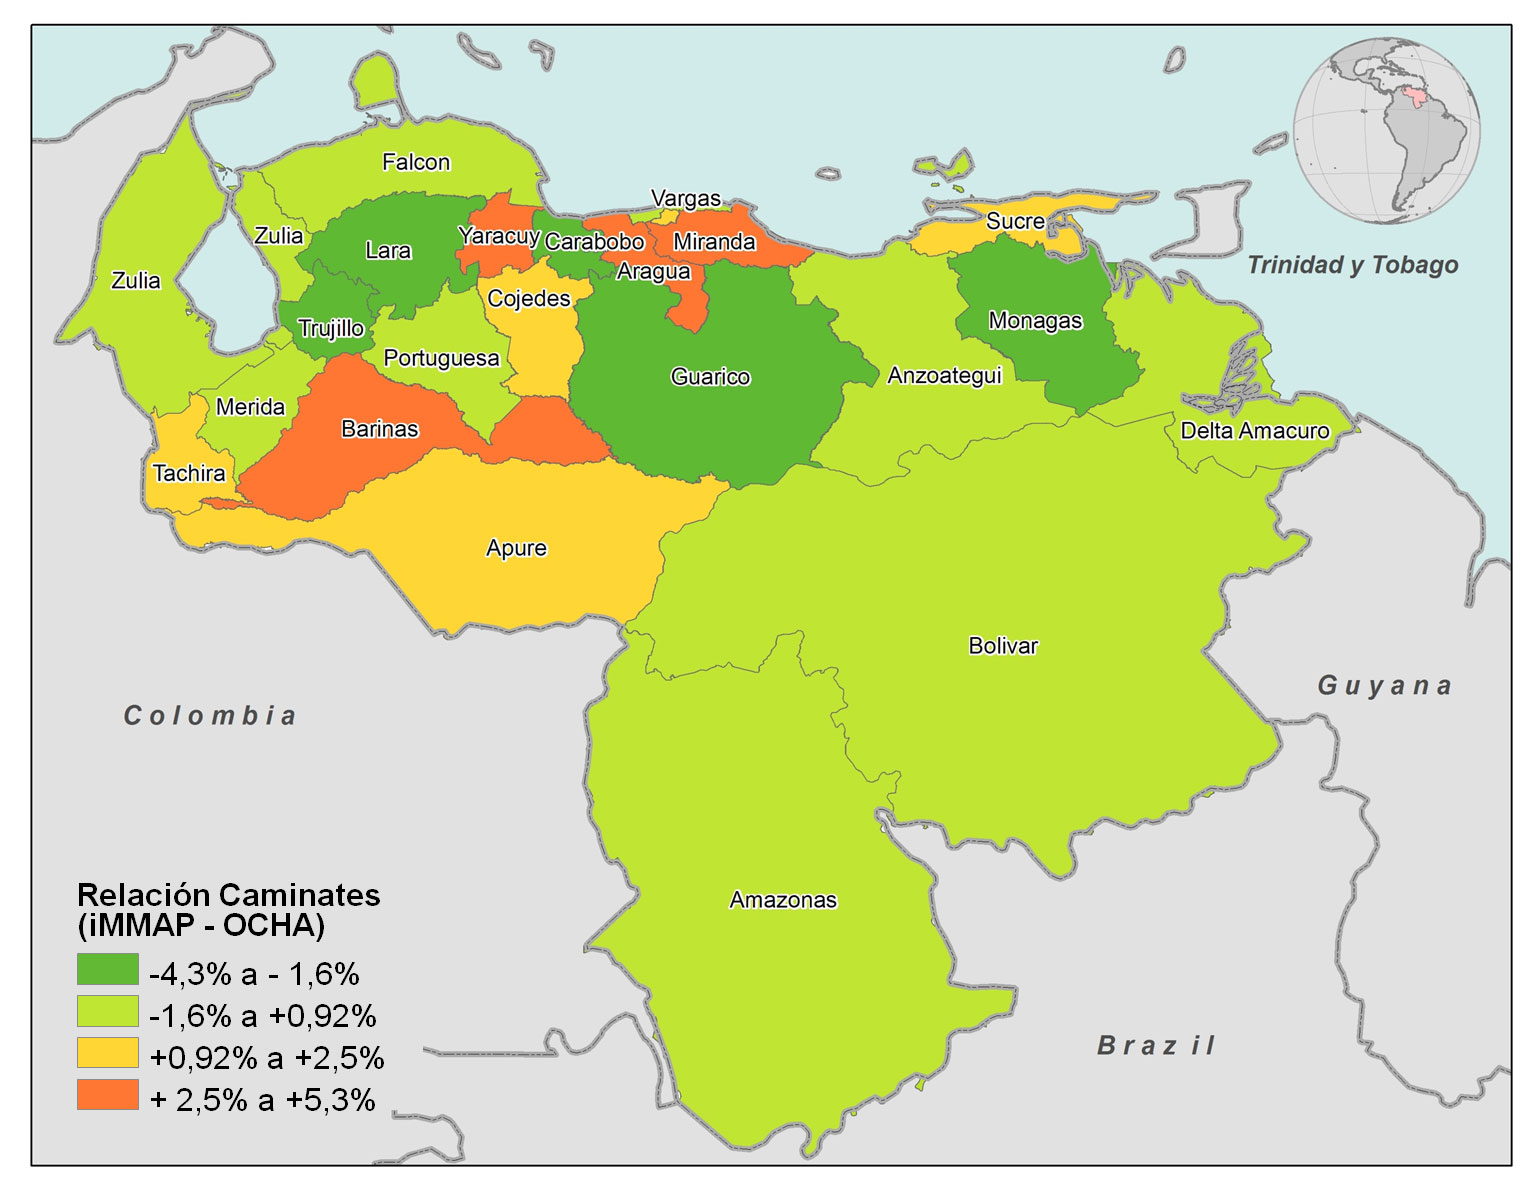 Falcon
Vargas
Zulia
Lara
Yaracuy
Carabobo
Miranda
Sucre
Trinidad y Tobago
Zulia
Aragua
Cojedes
Trujillo
Monagas
Portuguesa
Guarico
Anzoategui
Merida
Barinas
Delta Amacuro
Tachira
Apure
Bolivar
Guyana
Colombia
Amazonas
Brazil
Relación Caminates
(iMMAP - OCHA)
-4,3% a - 1,6%
-1,6% a +0,92%
+0,92% a +2,5%
+ 2,5% a +5,3%